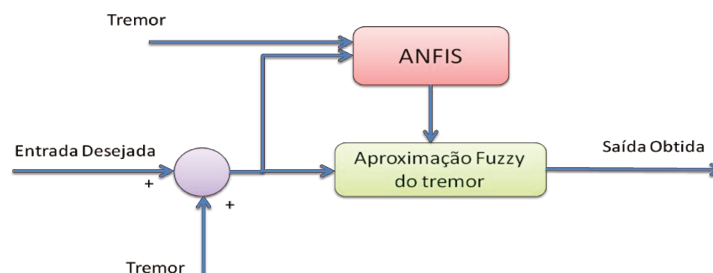 Tremor
ANFIS
Entrada Desejada
+
+
Aproximação Fuzzy
do tremor
Saída Obtida
Tremor